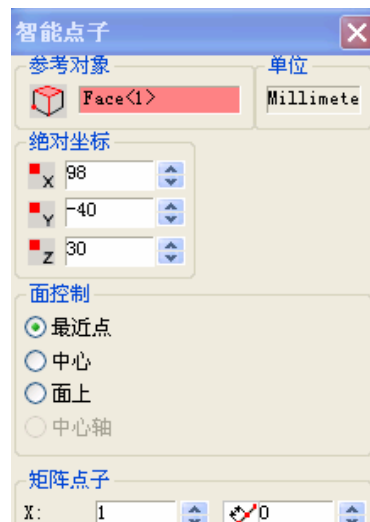 智能点子
参考对象 单位
Face<1> Millimete
绝对坐标
X 98
Y -40
Z 30
面控制
最近点
中心
面上
中心轴
矩阵点子
X: 1 0